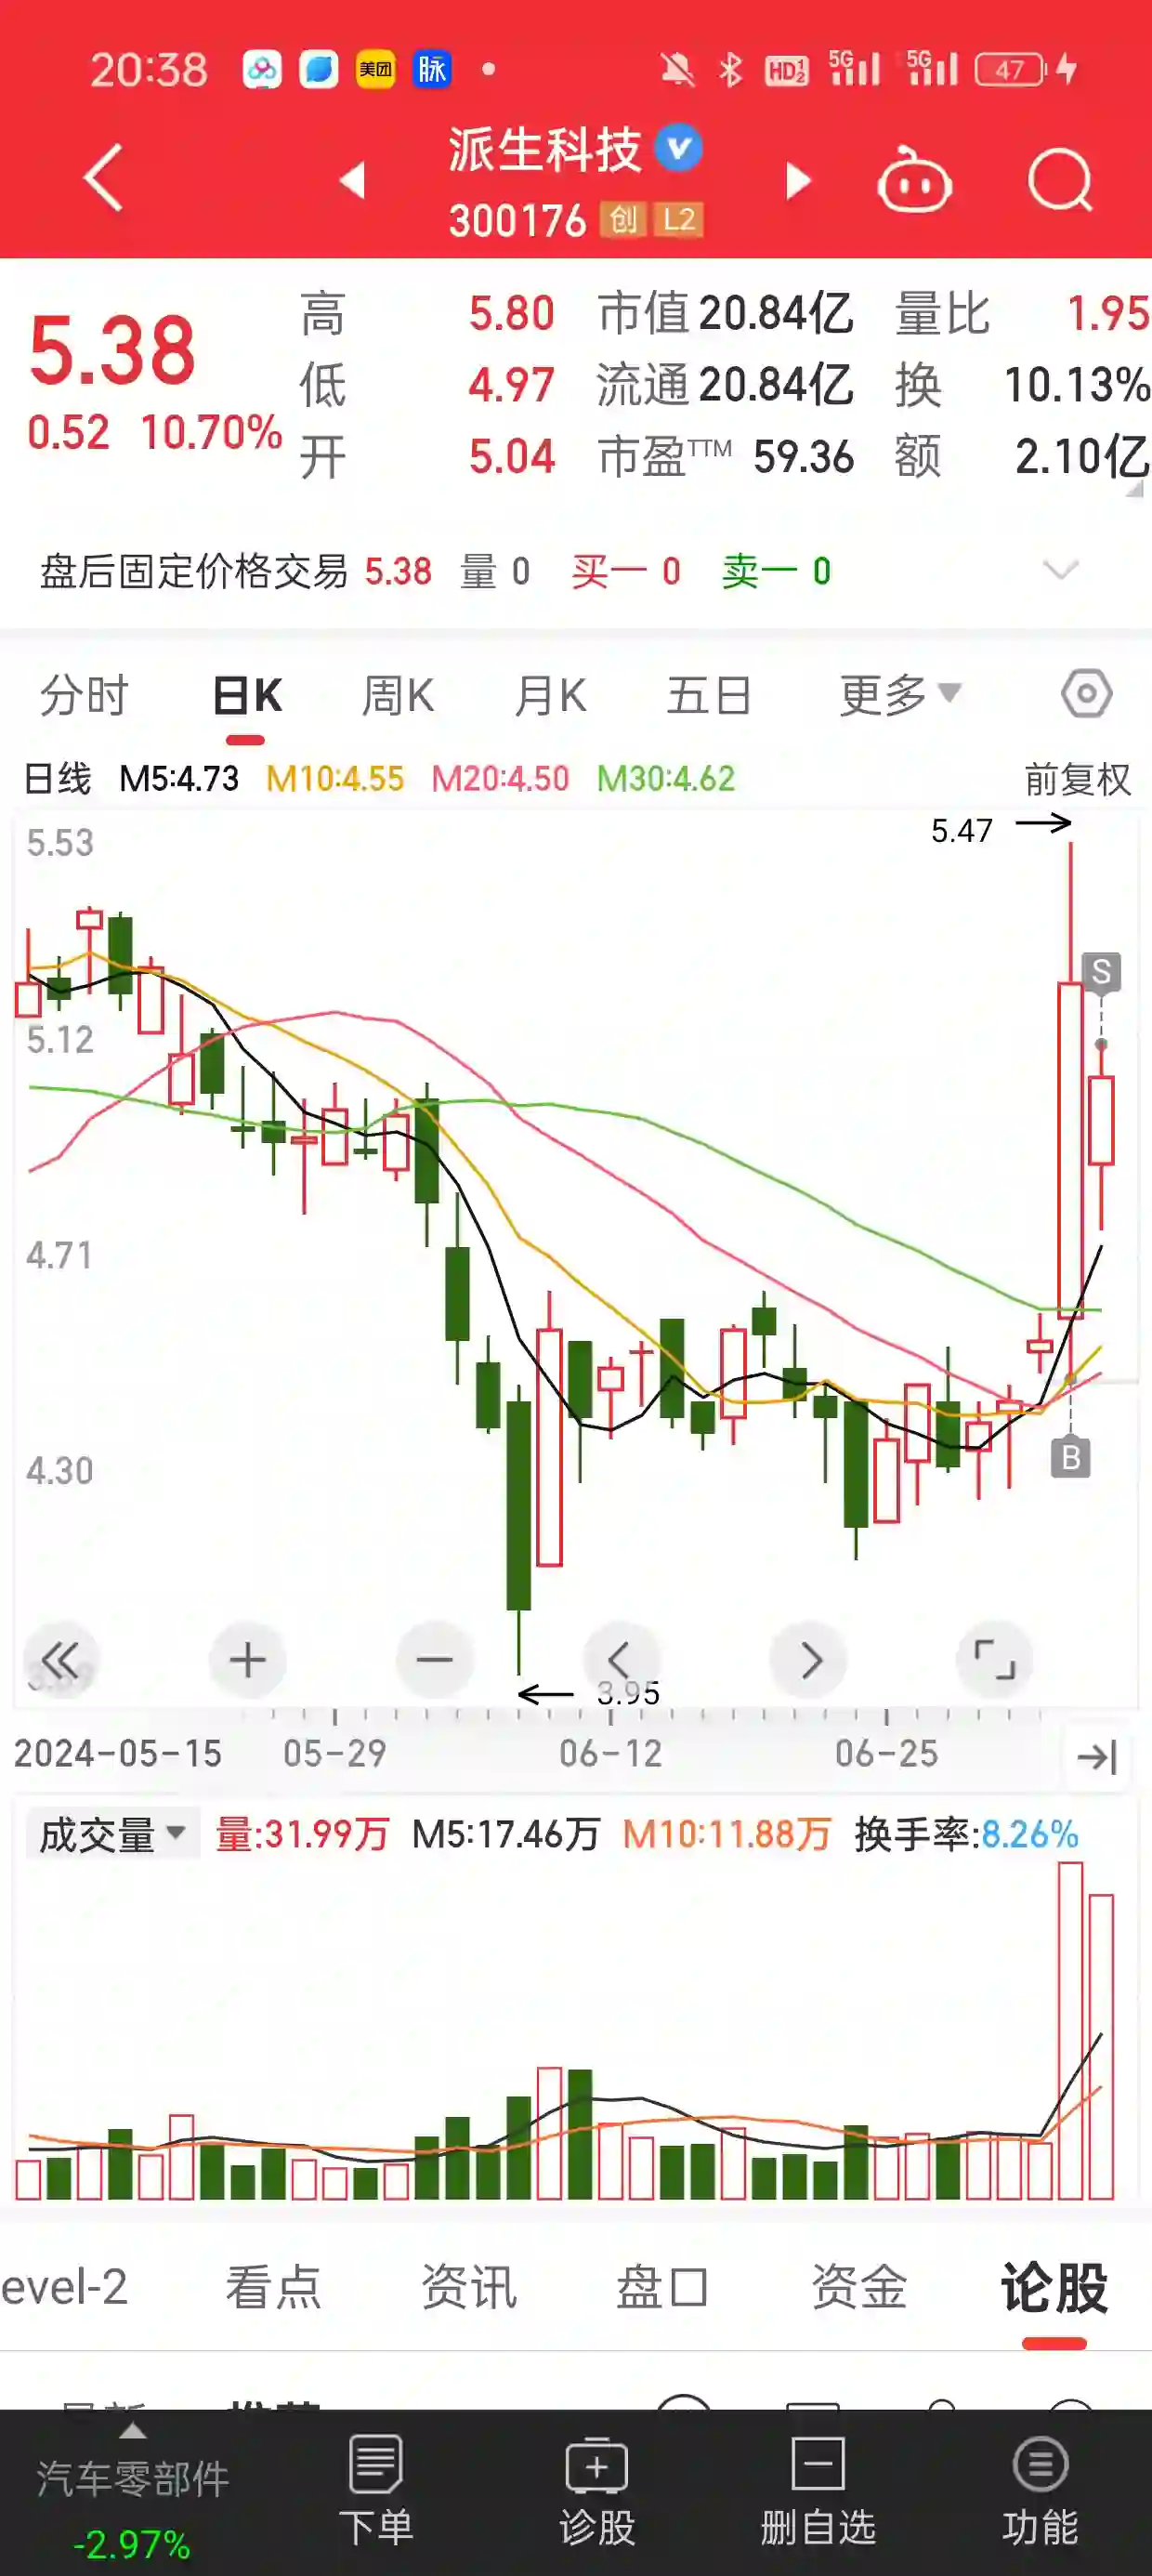 20:38 美团 脉 HD 1 2 5G 5G 47
派生科技
300176 创 L2
5.38 高 5.80 市值 20.84亿 量比 1.95
低 4.97 流通 20.84亿 换 10.13%
0.52 10.70% 开 5.04 市盈TTM 59.36 额 2.10亿
盘后固定价格交易 5.38 量 0 买一 0 卖一 0
分时 日K 周K 月K 五日 更多
日线 M5:4.73 M10:4.55 M20:4.50 M30:4.62 前复权
5.53 5.47
S
5.12
4.71
B
4.30
3.95
2024-05-15 05-29 06-12 06-25
成交量 量:31.99万 M5:17.46万 M10:11.88万 换手率:8.26%
evel-2 看点 资讯 盘口 资金 论股
汽车零部件
-2.97% 下单 诊股 删自选 功能